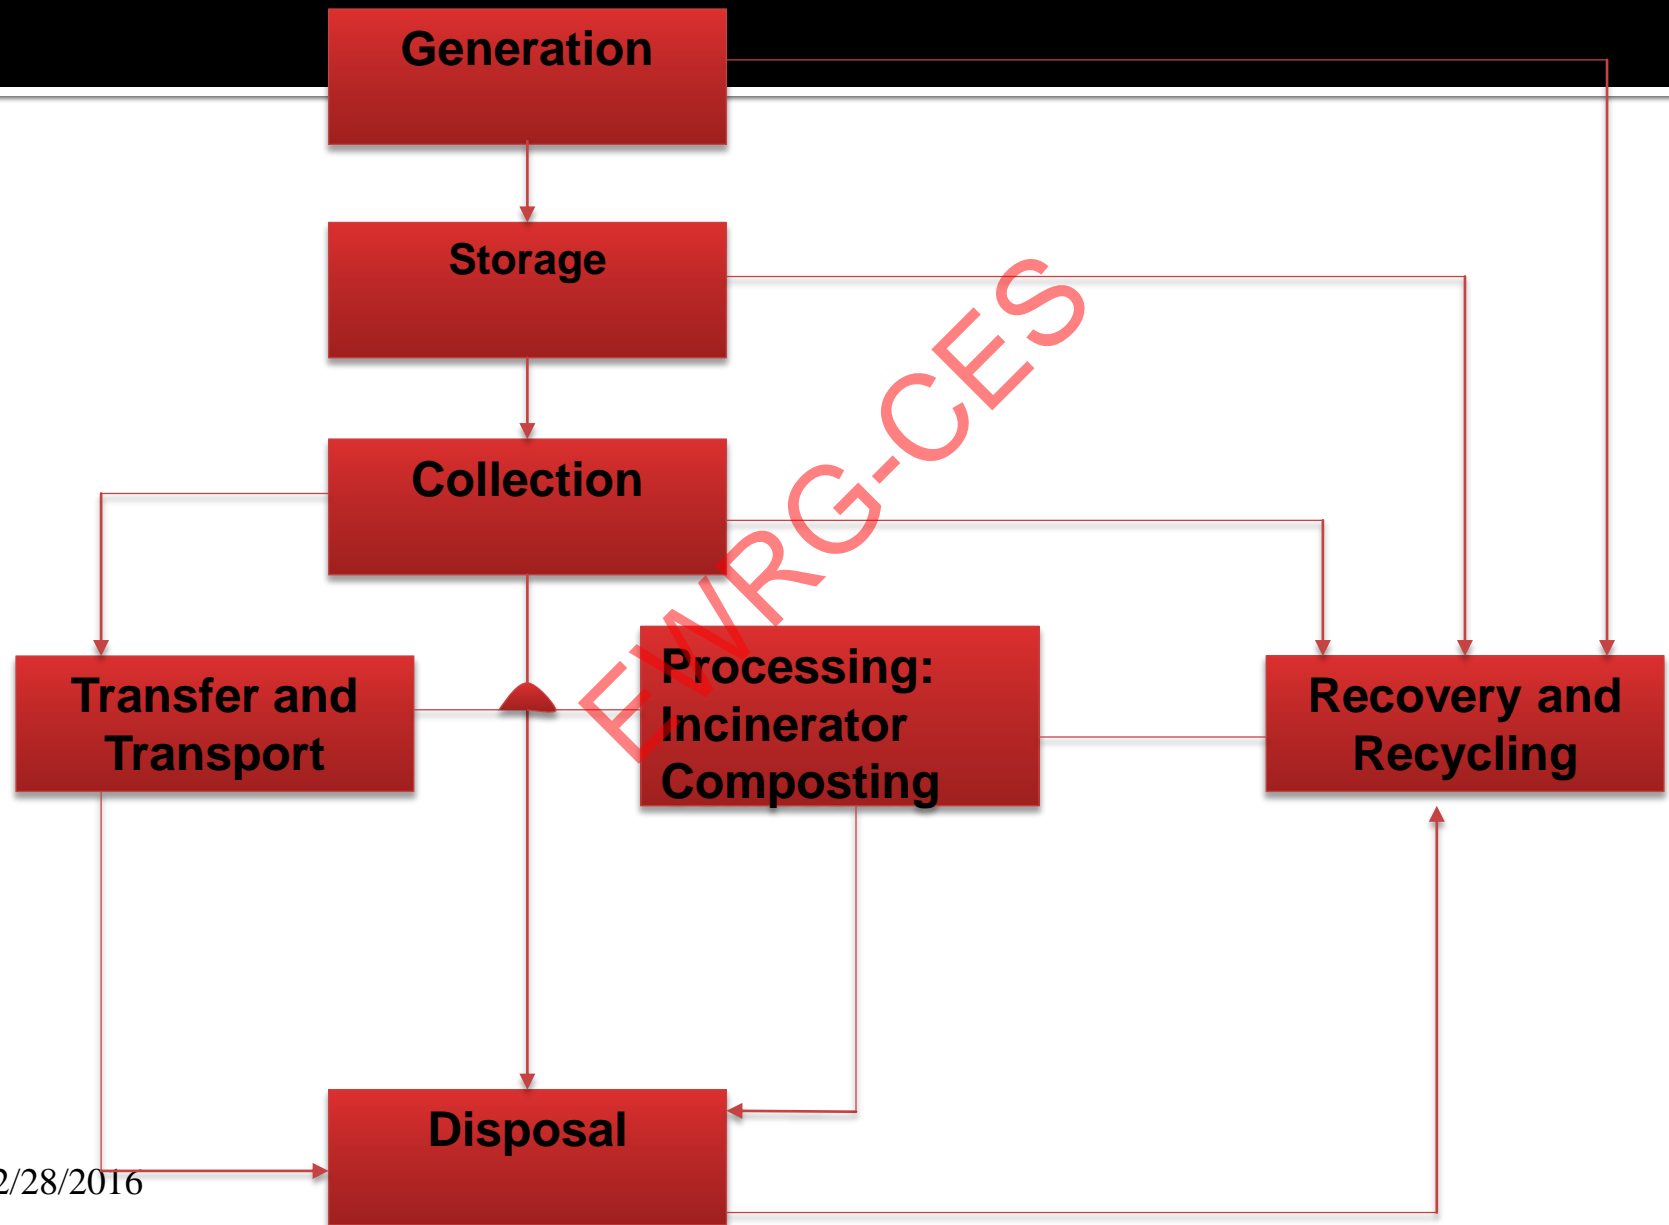 Generation
Storage
Collection
EWRG-CES
Transfer and
Transport
Processing:
Incinerator
Composting
Recovery and
Recycling
Disposal
2/28/2016